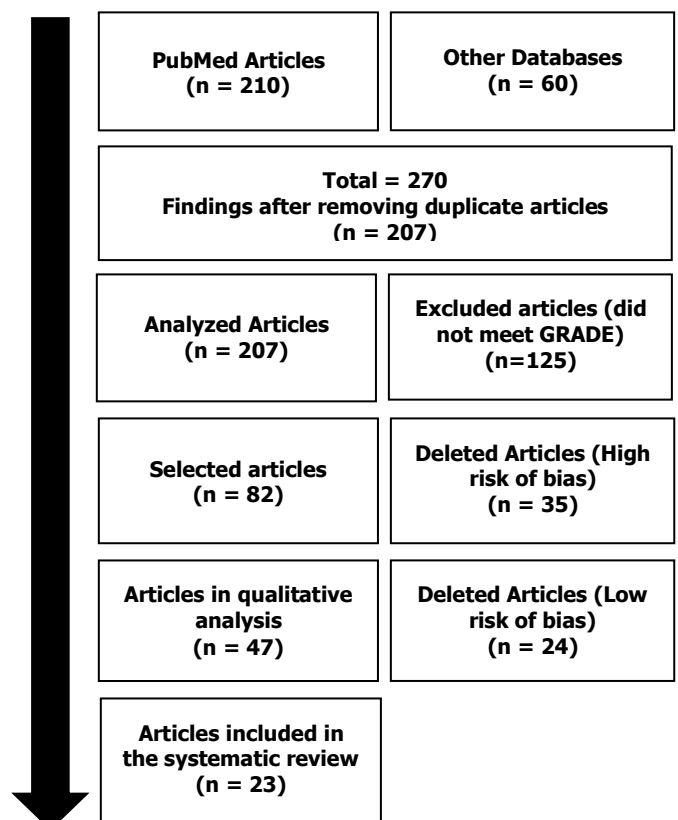 PubMed Articles
(n = 210)
Other Databases
(n = 60)
Total = 270
Findings after removing duplicate articles
(n = 207)
Analyzed Articles
(n = 207)
Excluded articles (did
not meet GRADE)
(n=125)
Selected articles
(n = 82)
Deleted Articles (High
risk of bias)
(n = 35)
Articles in qualitative
analysis
(n = 47)
Deleted Articles (Low
risk of bias)
(n = 24)
Articles included in
the systematic review
(n = 23)